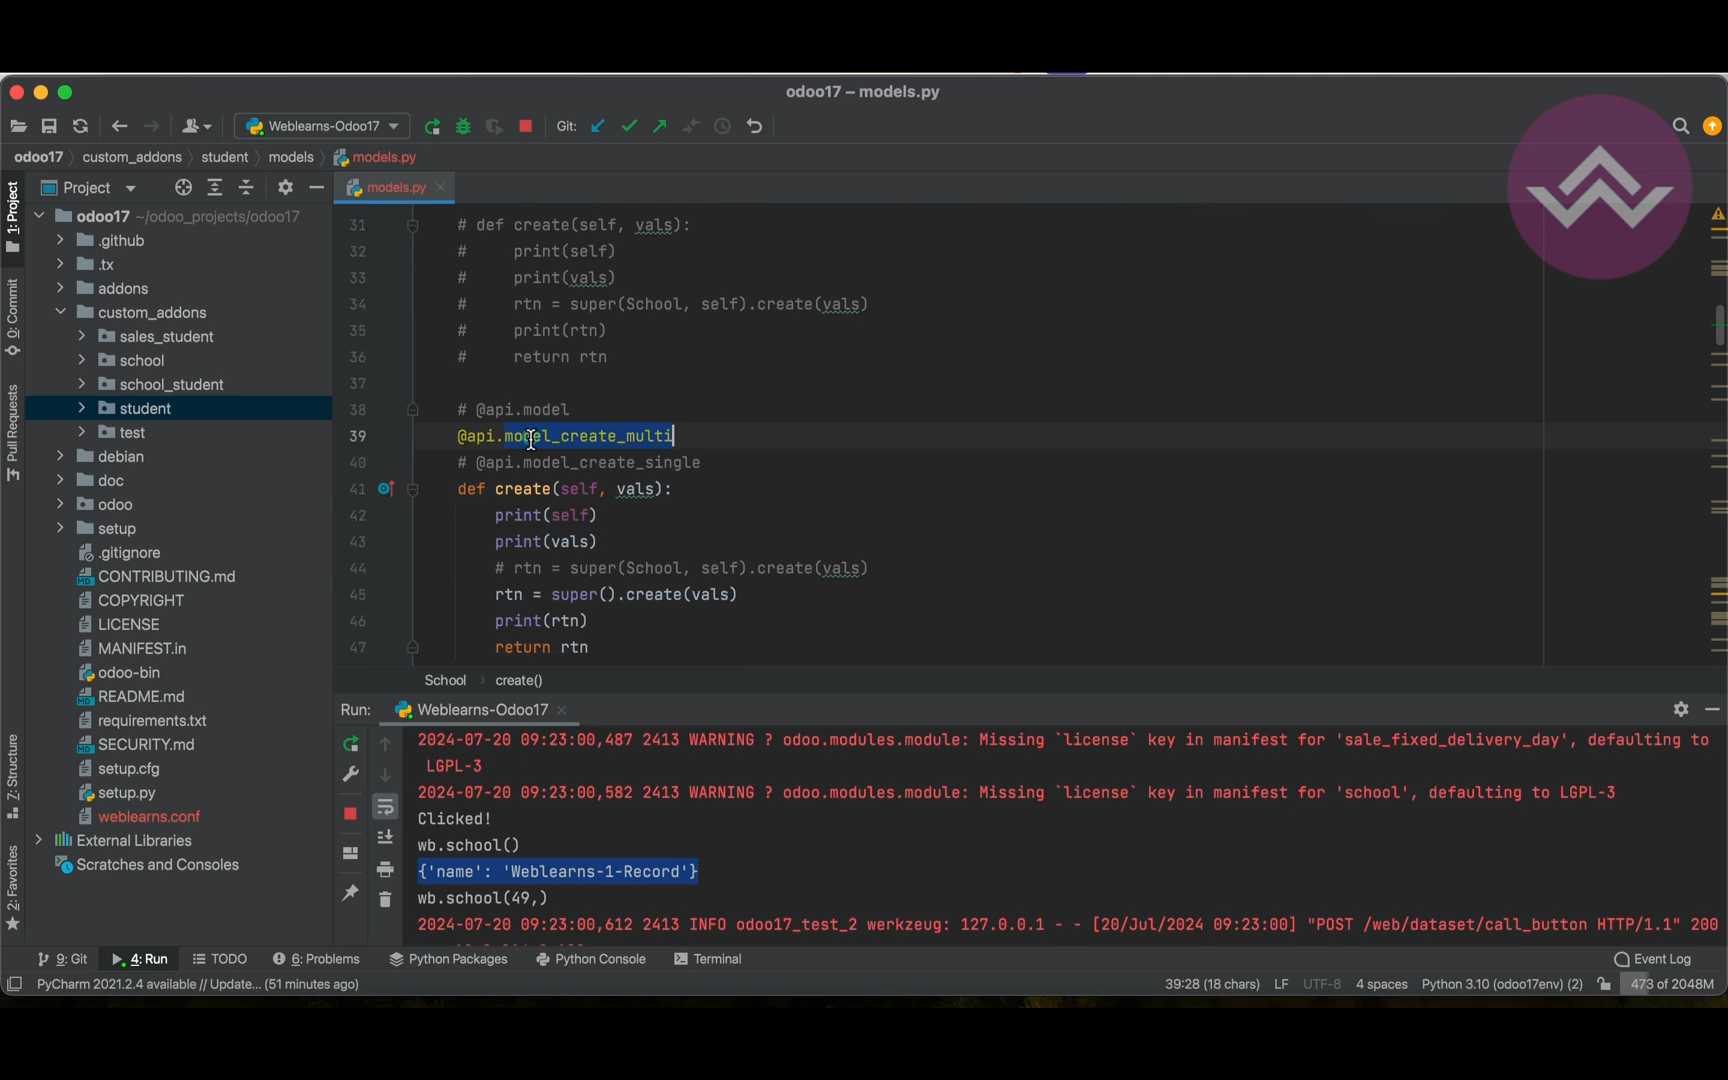 odoo17 – models.py
Weblearns-Odoo17
Git:
odoo17 custom_addons student models models.py
1: Project
0: Commit
Pull Requests
7: Structure
2: Favorites
Project
models.py
odoo17 ~/odoo_projects/odoo17
.github
.tx
addons
custom_addons
sales_student
school
school_student
student
test
debian
doc
odoo
setup
.gitignore
CONTRIBUTING.md
COPYRIGHT
LICENSE
MANIFEST.in
odoo-bin
README.md
requirements.txt
SECURITY.md
setup.cfg
setup.py
weblearns.conf
External Libraries
Scratches and Consoles
31 # def create(self, vals):
32 #     print(self)
33 #     print(vals)
34 #     rtn = super(School, self).create(vals)
35 #     print(rtn)
36 #     return rtn
37
38 # @api.model
39 @api.model_create_multi
40 # @api.model_create_single
41 def create(self, vals):
42     print(self)
43     print(vals)
44     # rtn = super(School, self).create(vals)
45     rtn = super().create(vals)
46     print(rtn)
47     return rtn
School create()
Run: Weblearns-Odoo17
2024-07-20 09:23:00,487 2413 WARNING ? odoo.modules.module: Missing `license` key in manifest for 'sale_fixed_delivery_day', defaulting to
LGPL-3
2024-07-20 09:23:00,582 2413 WARNING ? odoo.modules.module: Missing `license` key in manifest for 'school', defaulting to LGPL-3
Clicked!
wb.school()
{'name': 'Weblearns-1-Record'}
wb.school(49,)
2024-07-20 09:23:00,612 2413 INFO odoo17_test_2 werkzeug: 127.0.0.1 - - [20/Jul/2024 09:23:00] "POST /web/dataset/call_button HTTP/1.1" 200
9: Git 4: Run TODO 6: Problems Python Packages Python Console Terminal Event Log
PyCharm 2021.2.4 available // Update... (51 minutes ago) 39:28 (18 chars) LF UTF-8 4 spaces Python 3.10 (odoo17env) (2) 473 of 2048M